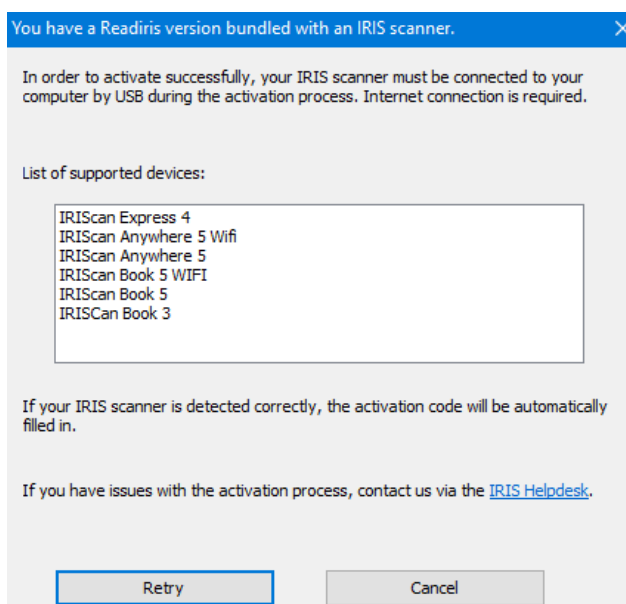 You have a Readiris version bundled with an IRIS scanner.
In order to activate successfully, your IRIS scanner must be connected to your
computer by USB during the activation process. Internet connection is required.
List of supported devices:
IRIScan Express 4
IRIScan Anywhere 5 Wifi
IRIScan Anywhere 5
IRIScan Book 5 WIFI
IRIScan Book 5
IRISCan Book 3
If your IRIS scanner is detected correctly, the activation code will be automatically
filled in.
If you have issues with the activation process, contact us via the IRIS Helpdesk.
Retry
Cancel